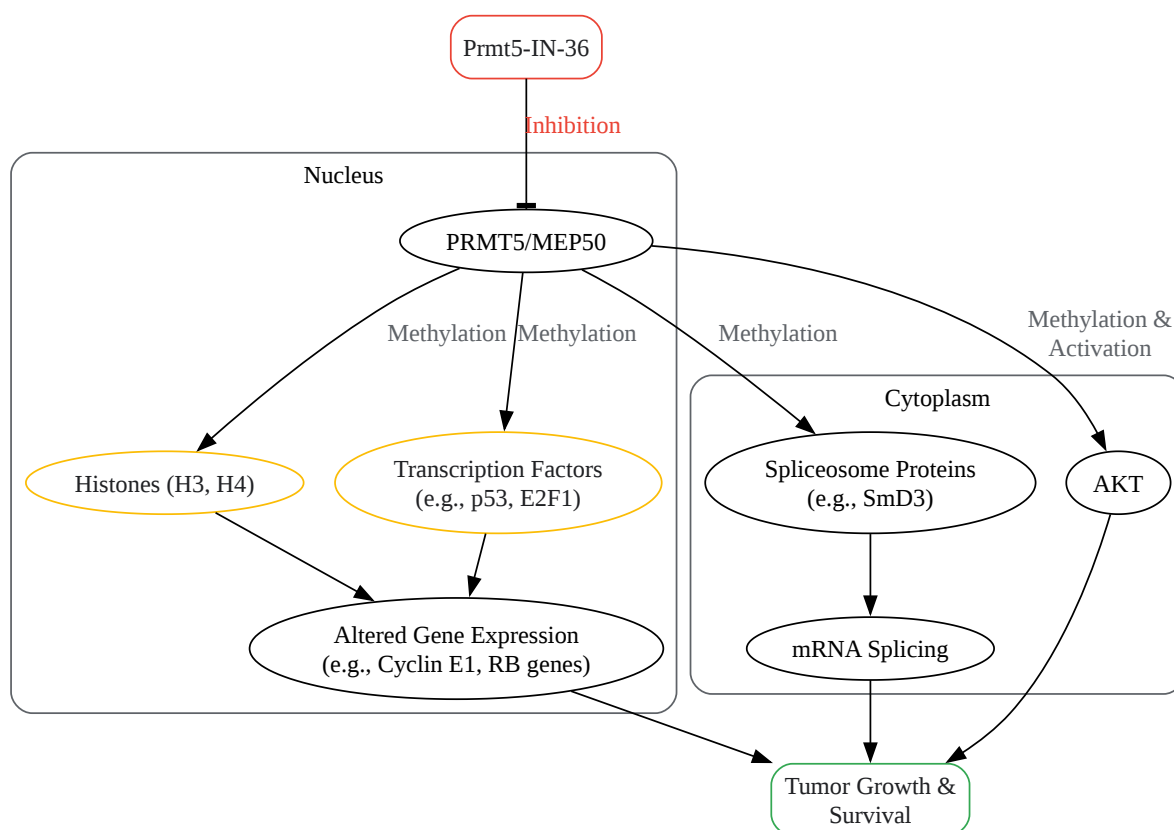 Prmt5-IN-36
Inhibition
Nucleus
PRMT5/MEP50
Methylation
Methylation
Methylation
Methylation &
Activation
Cytoplasm
Histones (H3, H4)
Transcription Factors
(e.g., p53, E2F1)
Spliceosome Proteins
(e.g., SmD3)
AKT
Altered Gene Expression
(e.g., Cyclin E1, RB genes)
mRNA Splicing
Tumor Growth &
Survival